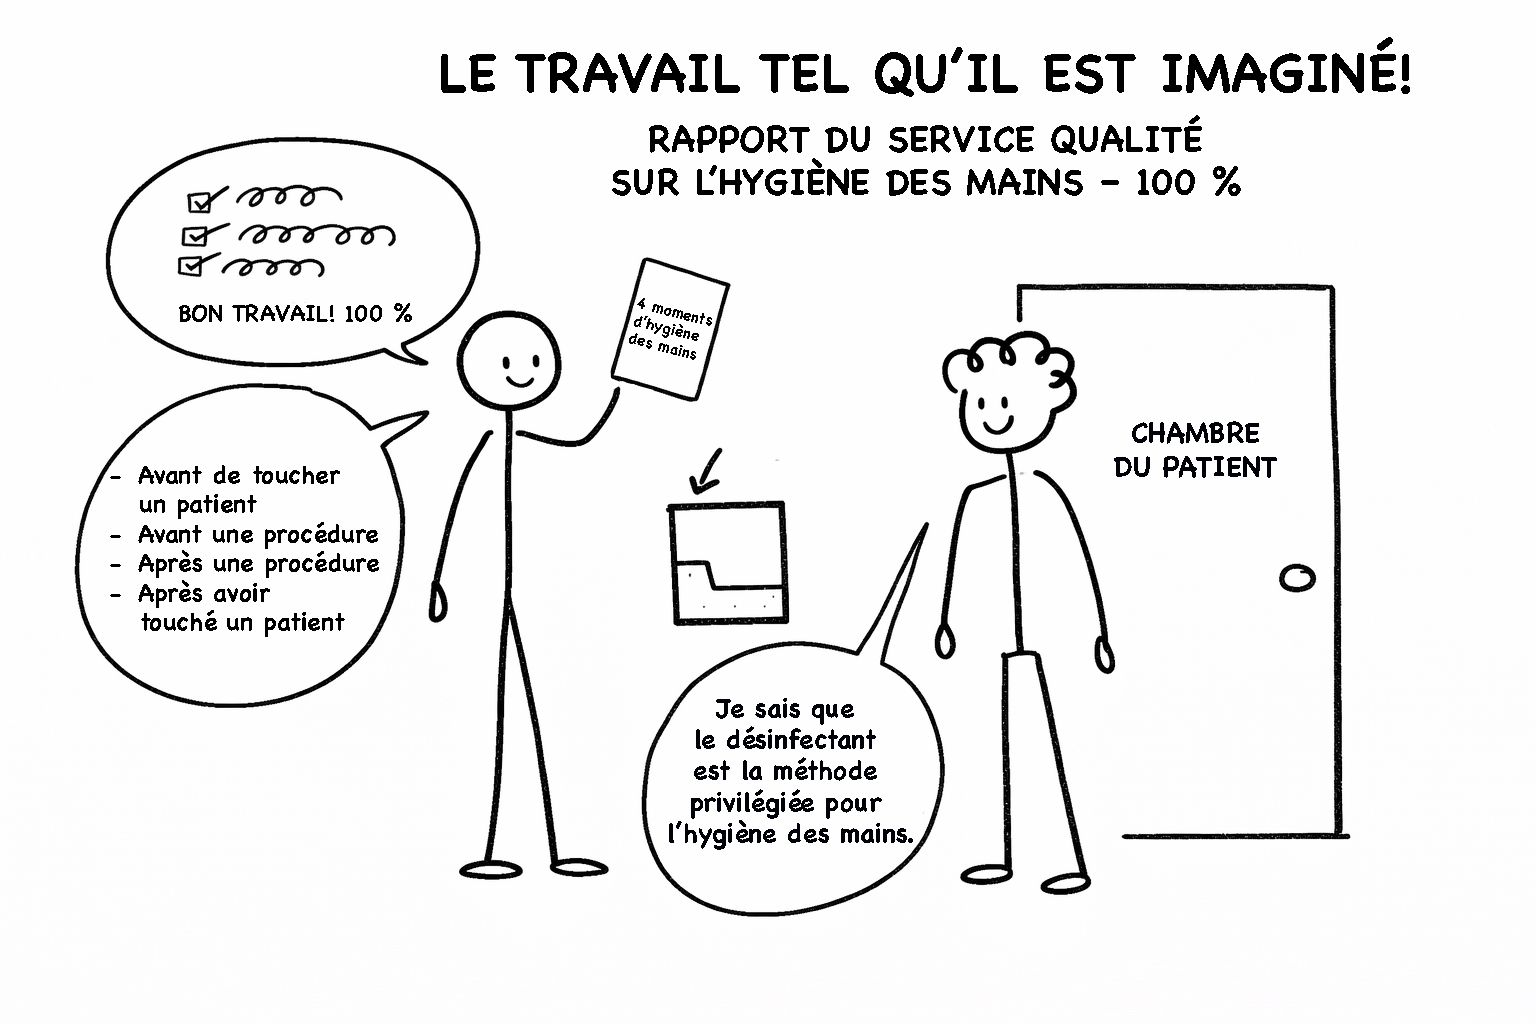 LE TRAVAIL TEL QU'IL EST IMAGINÉ!
RAPPORT DU SERVICE QUALITÉ
SUR L'HYGIÈNE DES MAINS – 100 %
BON TRAVAIL! 100 %
4 moments
d'hygiène
des mains
- Avant de toucher
un patient
- Avant une procédure
- Après une procédure
- Après avoir
touché un patient
CHAMBRE
DU PATIENT
Je sais que
le désinfectant
est la méthode
privilégiée pour
l'hygiène des mains.